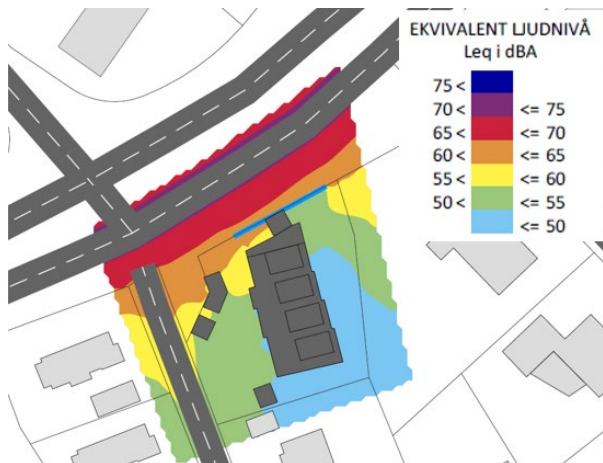 EKVIVALENT LJUDNIVÅ
Leq i dBA
75 <
70 < <= 75
65 < <= 70
60 < <= 65
55 < <= 60
50 < <= 55
<= 50